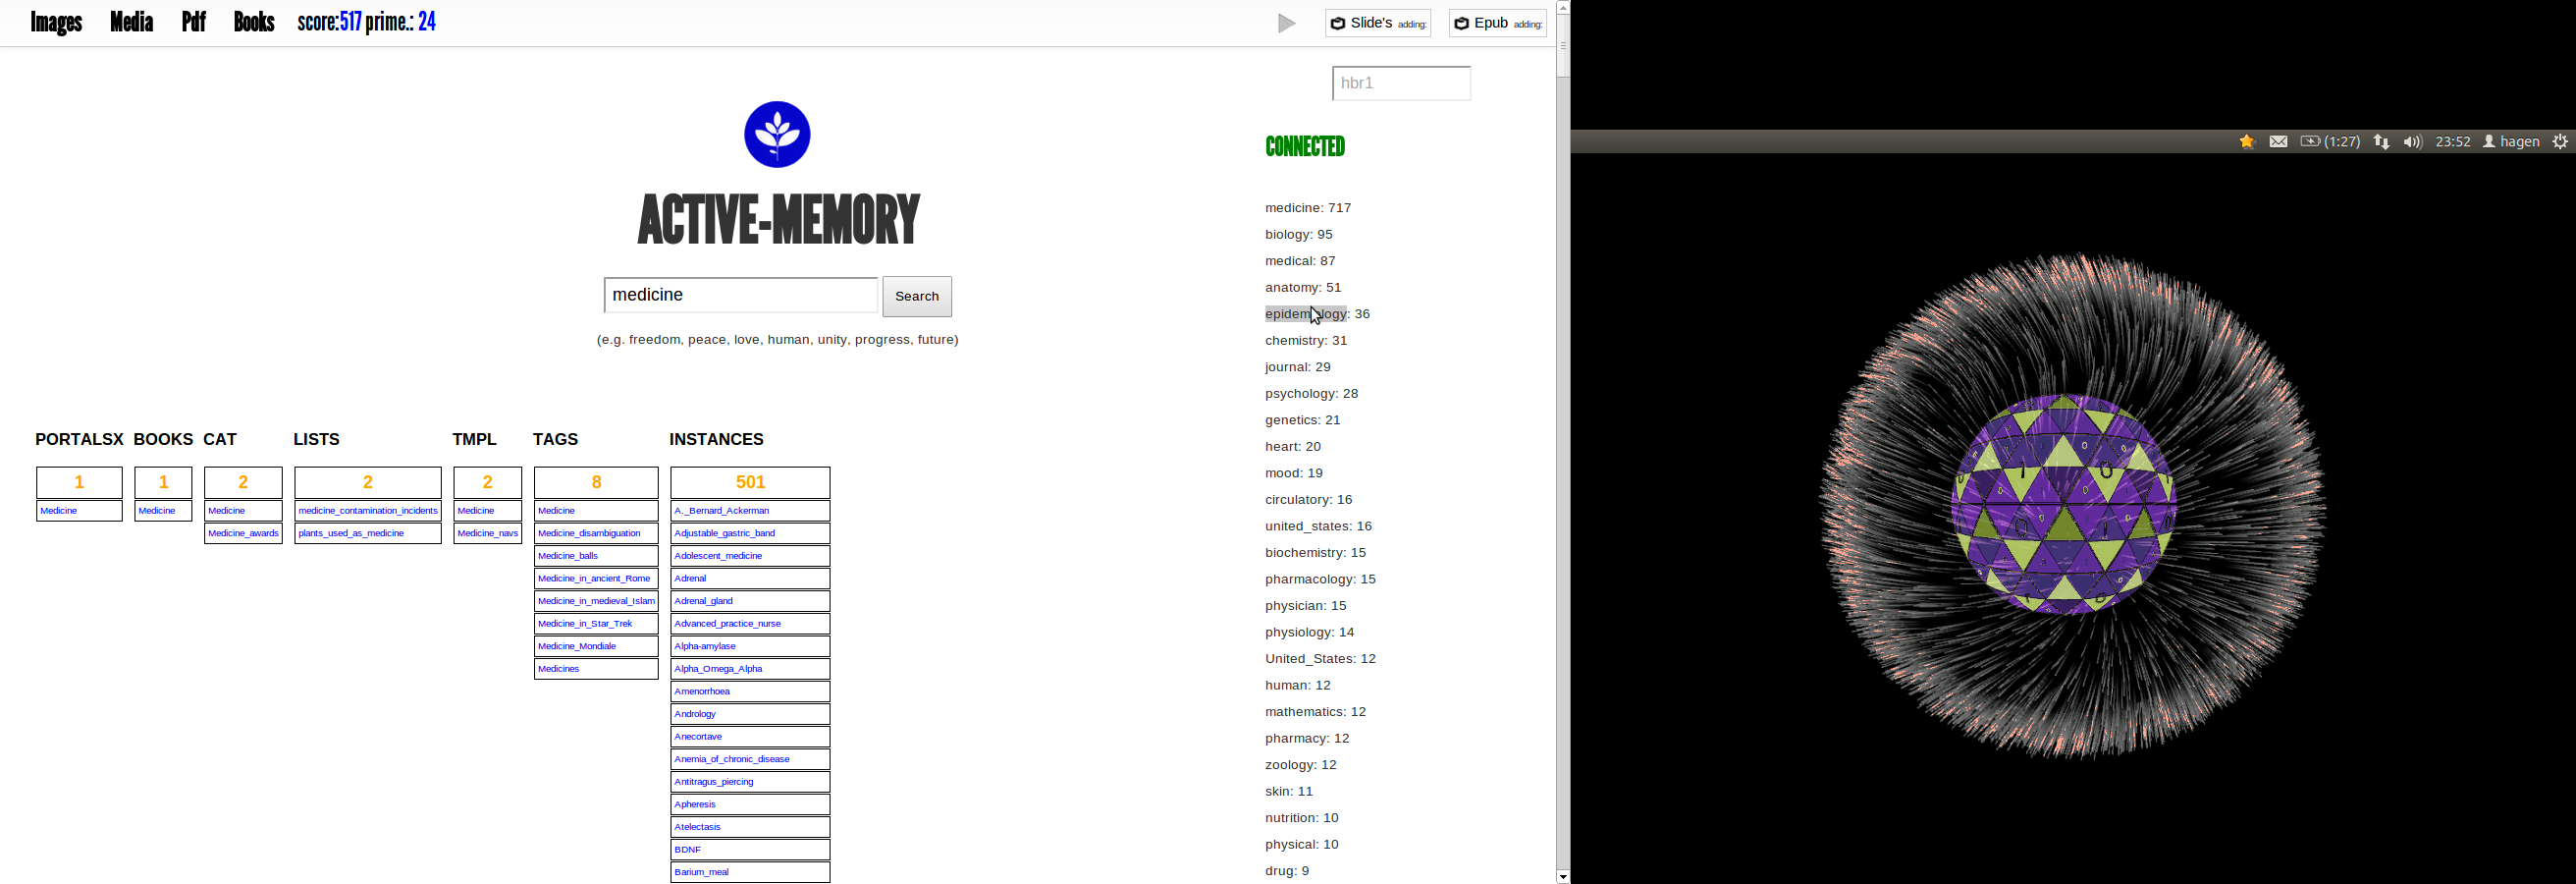 Images Media Pdf Books score:517 prime.: 24
Slide's adding: Epub adding:
hbr1
ACTIVE-MEMORY
medicine Search
(e.g. freedom, peace, love, human, unity, progress, future)
PORTALSX BOOKS CAT LISTS TMPL TAGS INSTANCES
1 1 2 2 2 8 501
Medicine Medicine Medicine medicine_contamination_incidents Medicine Medicine A._Bernard_Ackerman
Medicine_awards plants_used_as_medicine Medicine_navs Medicine_disambiguation Adjustable_gastric_band
Medicine_balls Adolescent_medicine
Medicine_in_ancient_Rome Adrenal
Medicine_in_medieval_Islam Adrenal_gland
Medicine_in_Star_Trek Advanced_practice_nurse
Medicine_Mondiale Alpha-amylase
Medicines Alpha_Omega_Alpha
Amenorrhoea
Andrology
Anecortave
Anemia_of_chronic_disease
Antitragus_piercing
Apheresis
Atelectasis
BDNF
Barium_meal
CONNECTED
medicine: 717
biology: 95
medical: 87
anatomy: 51
epidemiology: 36
chemistry: 31
journal: 29
psychology: 28
genetics: 21
heart: 20
mood: 19
circulatory: 16
united_states: 16
biochemistry: 15
pharmacology: 15
physician: 15
physiology: 14
United_States: 12
human: 12
mathematics: 12
pharmacy: 12
zoology: 12
skin: 11
nutrition: 10
physical: 10
drug: 9
(1:27) 23:52 hagen